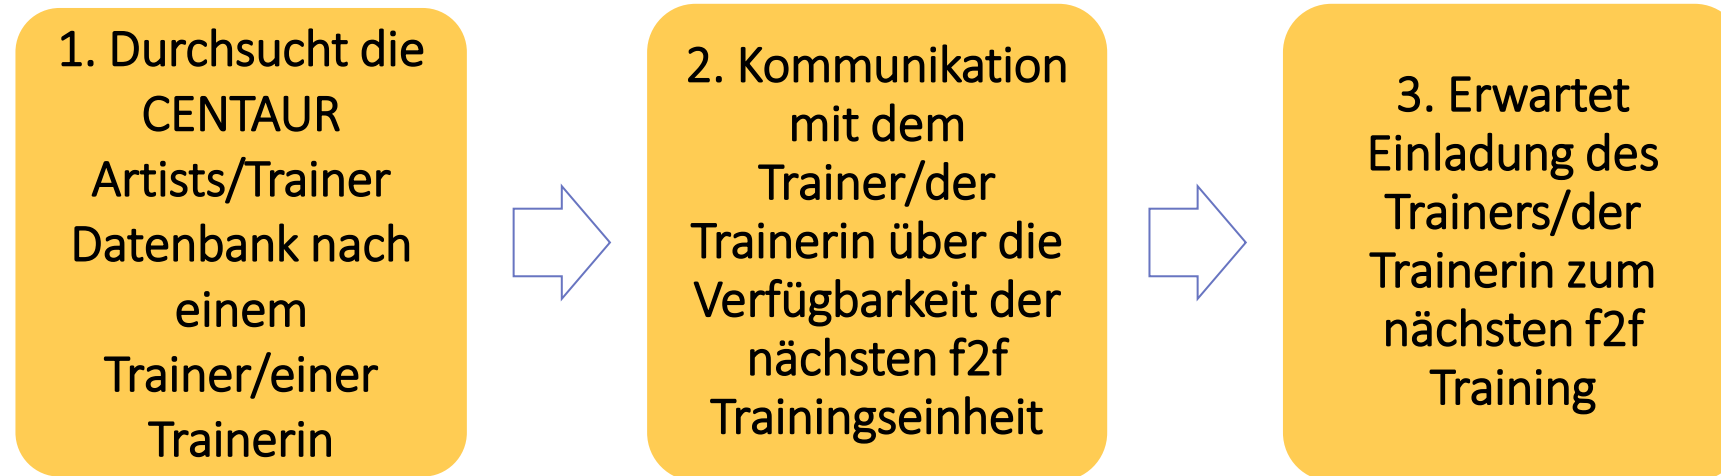 1. Durchsucht die
CENTAUR
Artists/Trainer
Datenbank nach
einem
Trainer/einer
Trainerin
2. Kommunikation
mit dem
Trainer/der
Trainerin über die
Verfügbarkeit der
nächsten f2f
Trainingseinheit
3. Erwartet
Einladung des
Trainers/der
Trainerin zum
nächsten f2f
Training